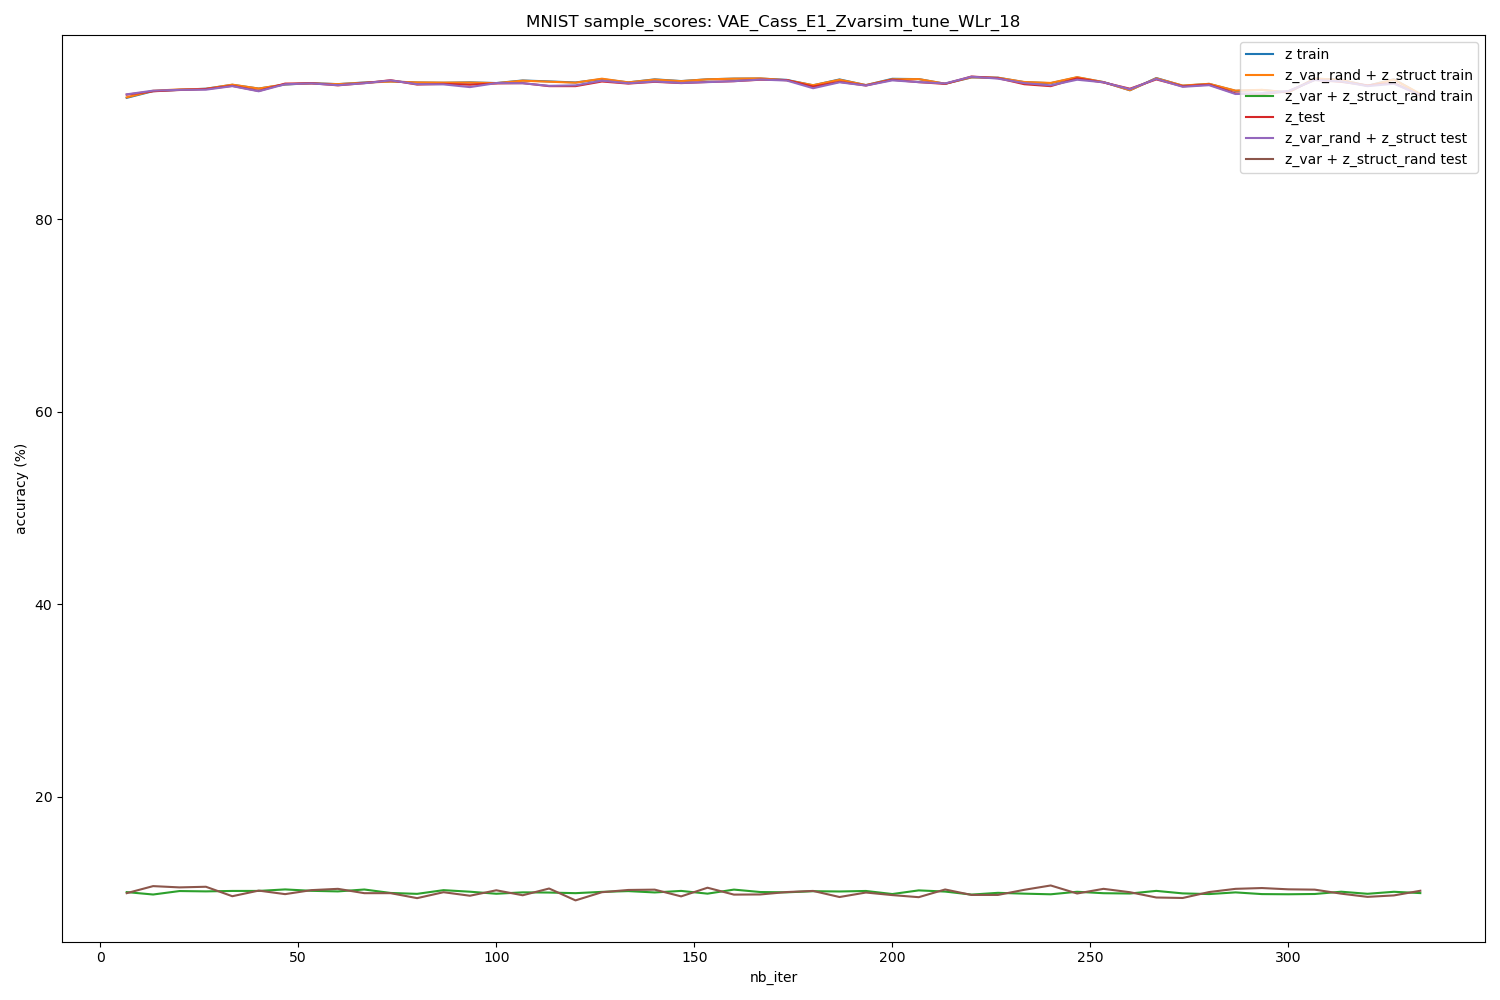 MNIST sample_scores: VAE_Cass_E1_Zvarsim_tune_WLr_18
z train
z_var_rand + z_struct train
z_var + z_struct_rand train
z_test
z_var_rand + z_struct test
z_var + z_struct_rand test
accuracy (%)
80
60
40
20
0 50 100 150 200 250 300
nb_iter